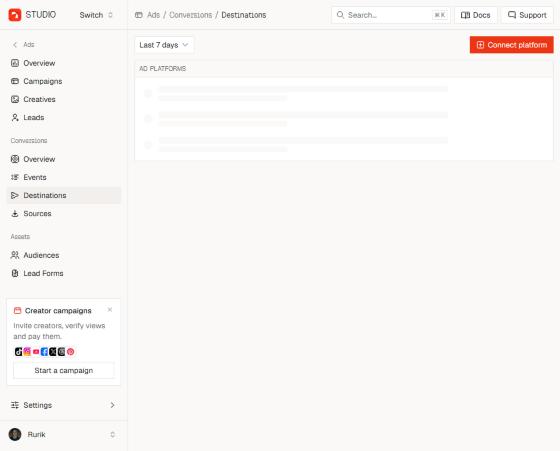 STUDIO
Switch
Ads / Conversions / Destinations
Search...
⌘ K
Docs
Support
Ads
Overview
Campaigns
Creatives
Leads
Conversions
Overview
Events
Destinations
Sources
Assets
Audiences
Lead Forms
Creator campaigns
Invite creators, verify views
and pay them.
Start a campaign
Settings
Rurik
Last 7 days
Connect platform
AD PLATFORMS